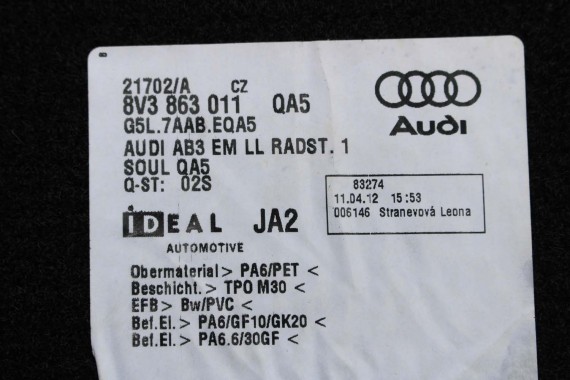 21702/A CZ
8V3 863 011 QA5
G5L.7AAB.EQA5
AUDI AB3 EM LL RADST. 1
SOUL QA5
Q-ST: 02S
Audi
83274
11.04.12 15:53
006146 Stranevová Leona
IDEAL JA2
AUTOMOTIVE
Obermaterial> PA6/PET <
Beschicht.> TPO M30 <
EFB> Bw/PVC <
Bef.El.> PA6/GF10/GK20 <
Bef.El.> PA6.6/30GF <